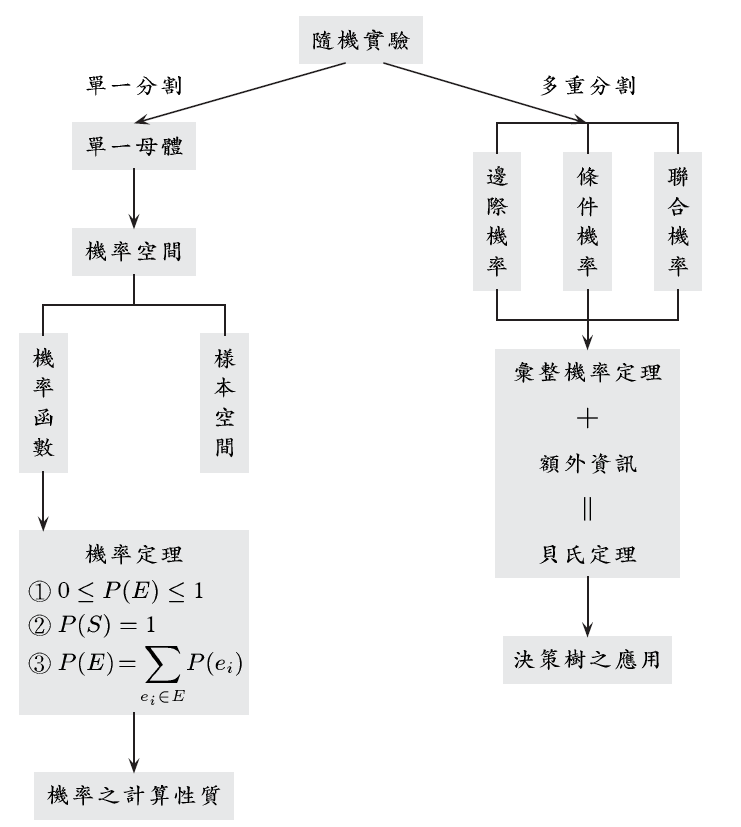 隨機實驗
單一分割
多重分割
單一母體
機率空間
機率函數
樣本空間
機率定理
① 0 ≤ P(E) ≤ 1
② P(S) = 1
③ P(E) = ∑_{e_i∈E} P(e_i)
機率之計算性質
邊際機率
條件機率
聯合機率
彙整機率定理
+
額外資訊
||
貝氏定理
決策樹之應用